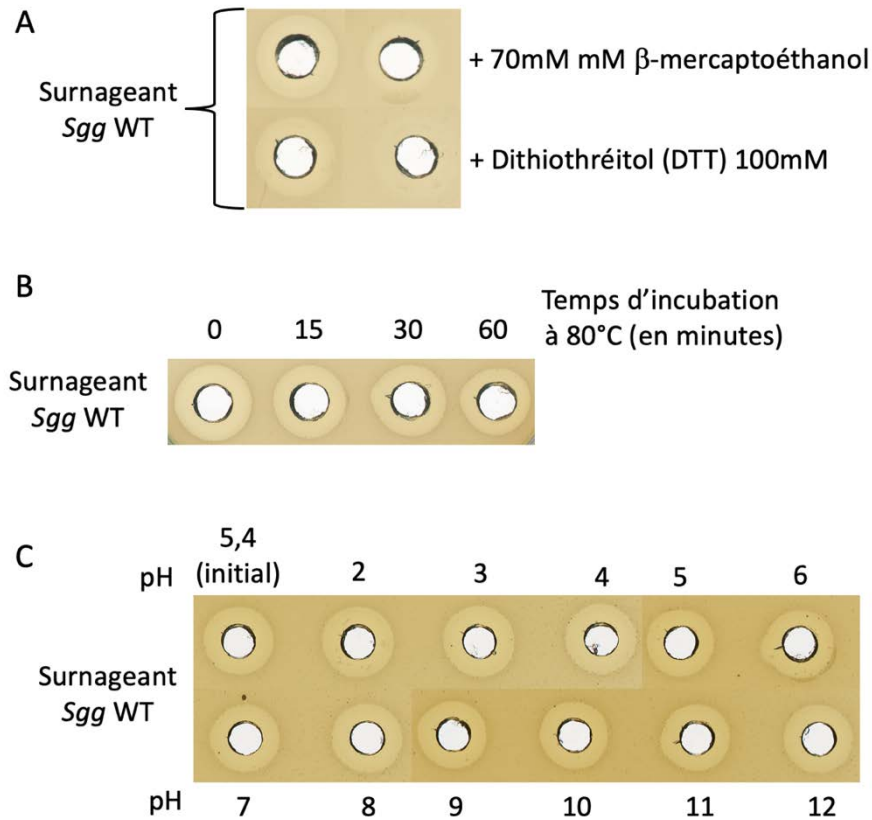 A
Surnageant
Sgg WT
+ 70mM mM β-mercaptoéthanol
+ Dithiothréitol (DTT) 100mM
B
0 15 30 60
Temps d'incubation
à 80°C (en minutes)
Surnageant
Sgg WT
C
pH
5,4
(initial)
2 3 4 5 6
Surnageant
Sgg WT
pH 7 8 9 10 11 12